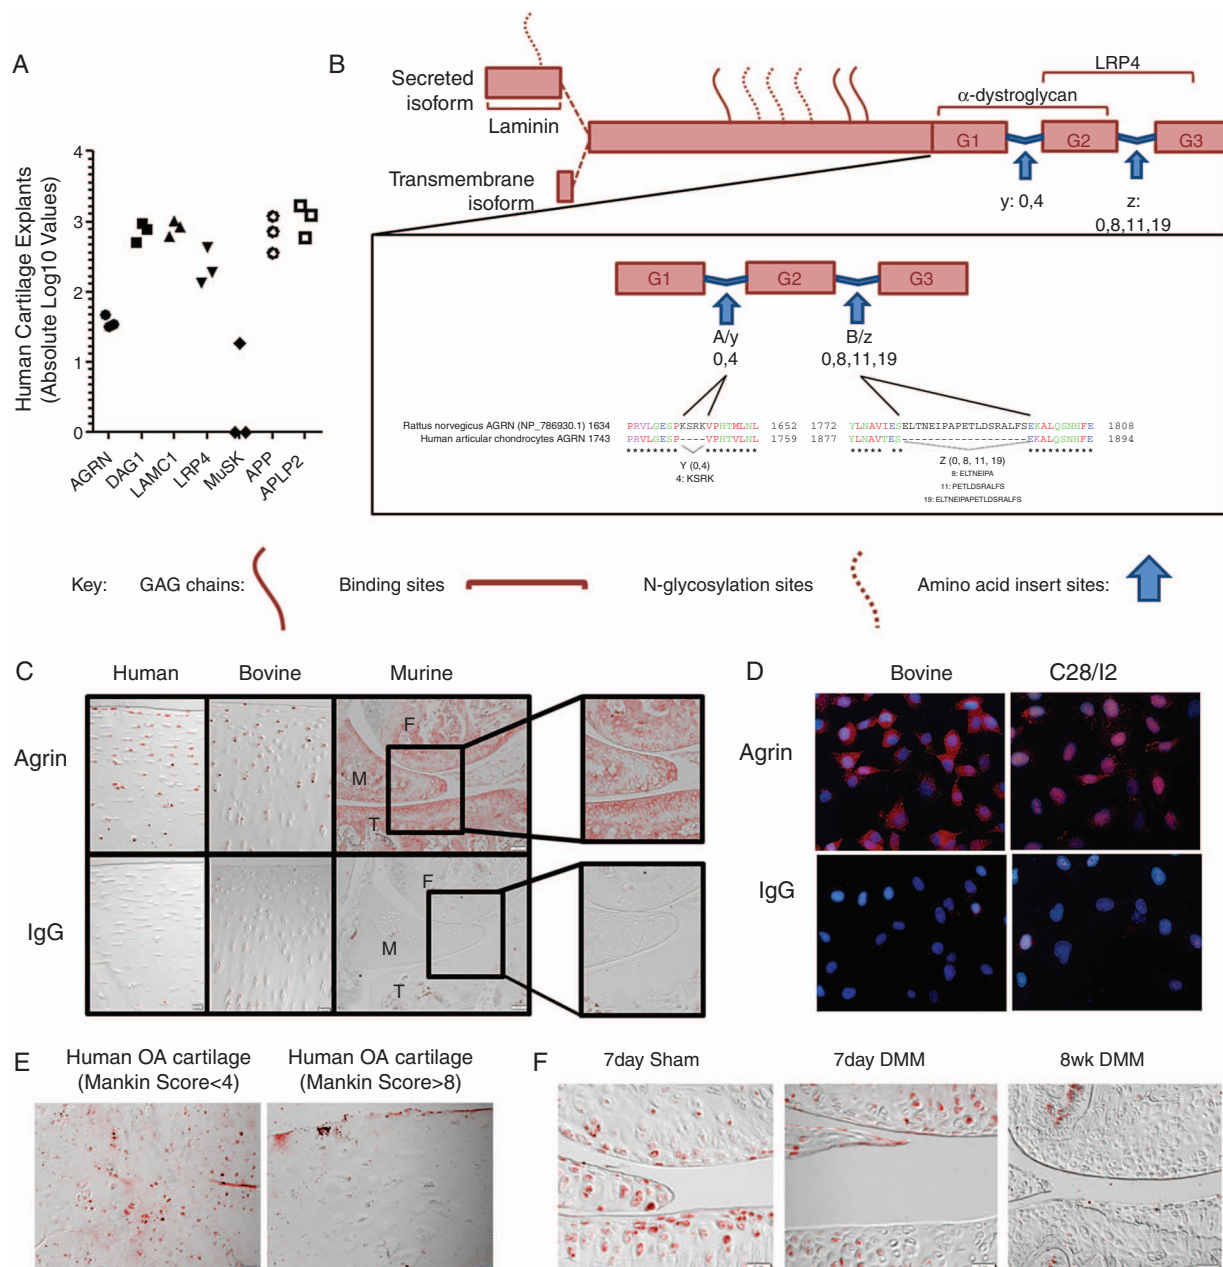 A
Human Cartilage Explants
(Absolute Log10 Values)
4
3
2
1
0
AGRN
DAG1
LAMC1
LRP4
MuSK
APP
APLP2
B
Secreted
isoform
Laminin
Transmembrane
isoform
LRP4
α-dystroglycan
G1
G2
G3
y: 0,4
z:
0,8,11,19
G1
G2
G3
A/y
0,4
B/z
0,8,11,19
Rattus norvegicus AGRN (NP_786930.1) 1634 PRVLGESPKSRKVPHTMLNL 1652 1772 YLNAVIESELTNEIPAPETLDSRALFSEKALQSNHFE 1808
Human articular chondrocytes AGRN 1743 PRVLGESP----VPHTVLNL 1759 1877 YLNAVTES-------------------EKALQSNHFE 1894
Y (0,4)
4: KSRK
Z (0, 8, 11, 19)
8: ELTNEIPA
11: PETLDSRALFS
19: ELTNEIPAPETLDSRALFS
Key: GAG chains: Binding sites N-glycosylation sites Amino acid insert sites:
C
Human Bovine Murine
Agrin
F
M
T
IgG
F
M
T
D
Bovine C28/I2
Agrin
IgG
E
Human OA cartilage
(Mankin Score<4)
Human OA cartilage
(Mankin Score>8)
F
7day Sham 7day DMM 8wk DMM